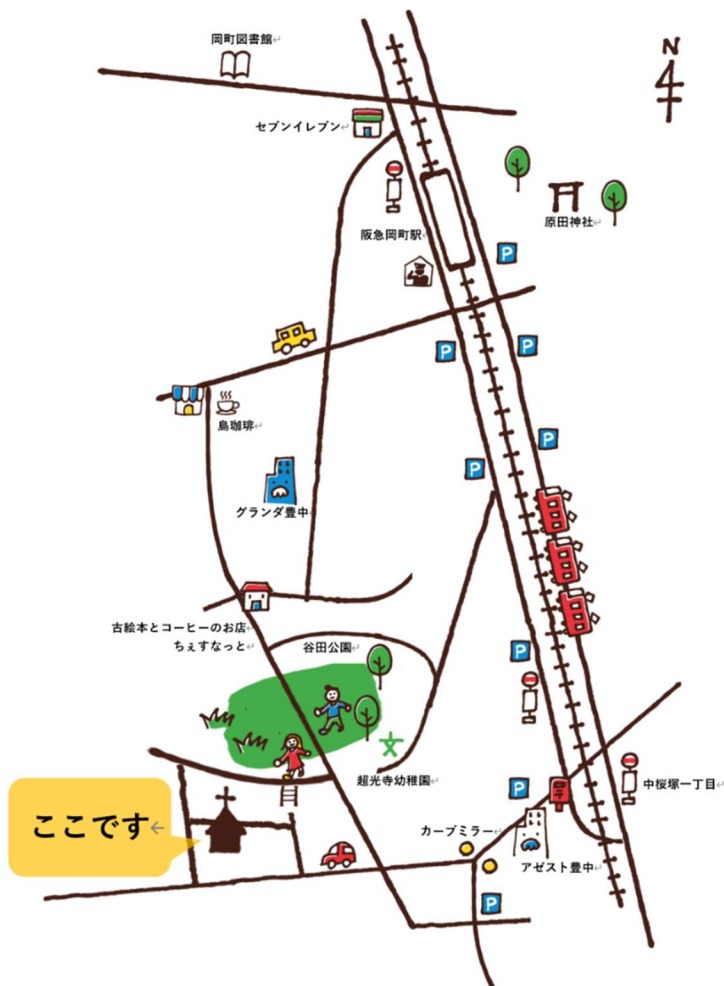 岡町図書館
N
セブンイレブン
原田神社
阪急岡町駅
P
P
P
島珈琲
P
P
グランダ豊中
古絵本とコーヒーのお店
ちぇすなっと
谷田公園
P
文
超光寺幼稚園
中桜塚一丁目
P
ここです
カーブミラー
アゼスト豊中
P